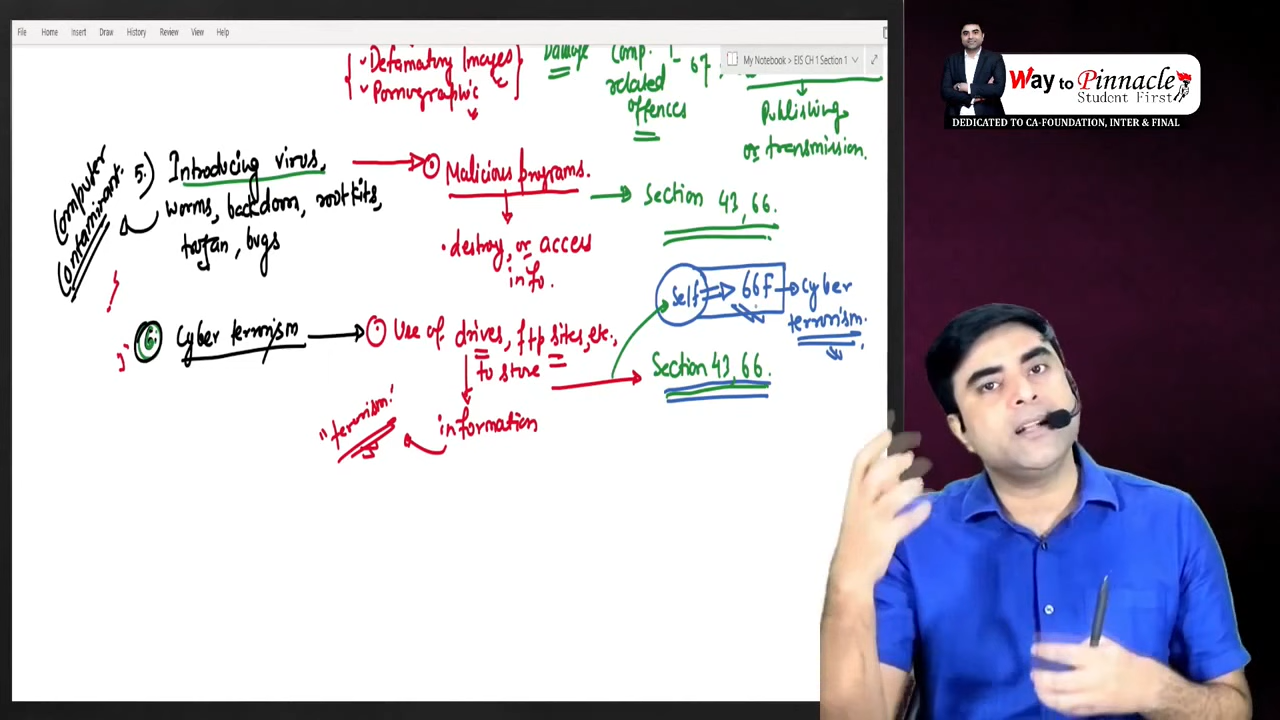 File Home Insert Draw History Review View Help
My Notebook > EIS CH 1 Section 1
Way to Pinnacle
Student First
DEDICATED TO CA-FOUNDATION, INTER & FINAL
Defamatory Images
Pornographic
Damage
Comp.
related
offences
67
Publishing
or transmission.
Computer
Contaminant.
5.) Introducing virus,
worms, backdoor, rootkits,
trojan, bugs
Malicious programs.
• destroy, or access
info.
Section 43, 66.
Self
66F
Cyber
terrorism.
6 Cyber terrorism
Use of drives, ftp sites, etc.,
to store
information
"terrorism"
Section 43, 66.